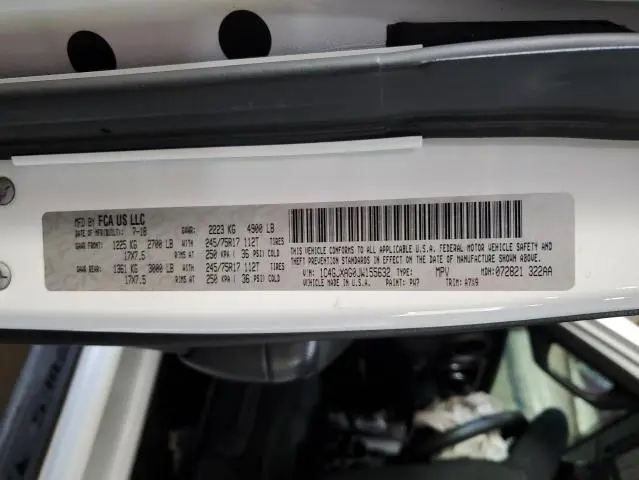 MFD BY FCA US LLC
DATE OF MFR(BUILT): 7-18 GVWR: 2223 KG 4900 LB
GAWR FRONT: 1225 KG 2700 LB WITH 245/75R17 112T TIRES
17X7.5 RIMS AT 250 KPA ( 36 PSI) COLD
GAWR REAR: 1361 KG 3000 LB WITH 245/75R17 112T TIRES
17X7.5 RIMS AT 250 KPA ( 36 PSI) COLD
THIS VEHICLE CONFORMS TO ALL APPLICABLE U.S.A. FEDERAL MOTOR VEHICLE SAFETY AND
THEFT PREVENTION STANDARDS IN EFFECT ON THE DATE OF MANUFACTURE SHOWN ABOVE.
VIN: 1C4GJXAG0JW155632 TYPE: MPV MDH: 072821 322AA
VEHICLE MADE IN U.S.A. PAINT: PW7 TRIM: A7X9